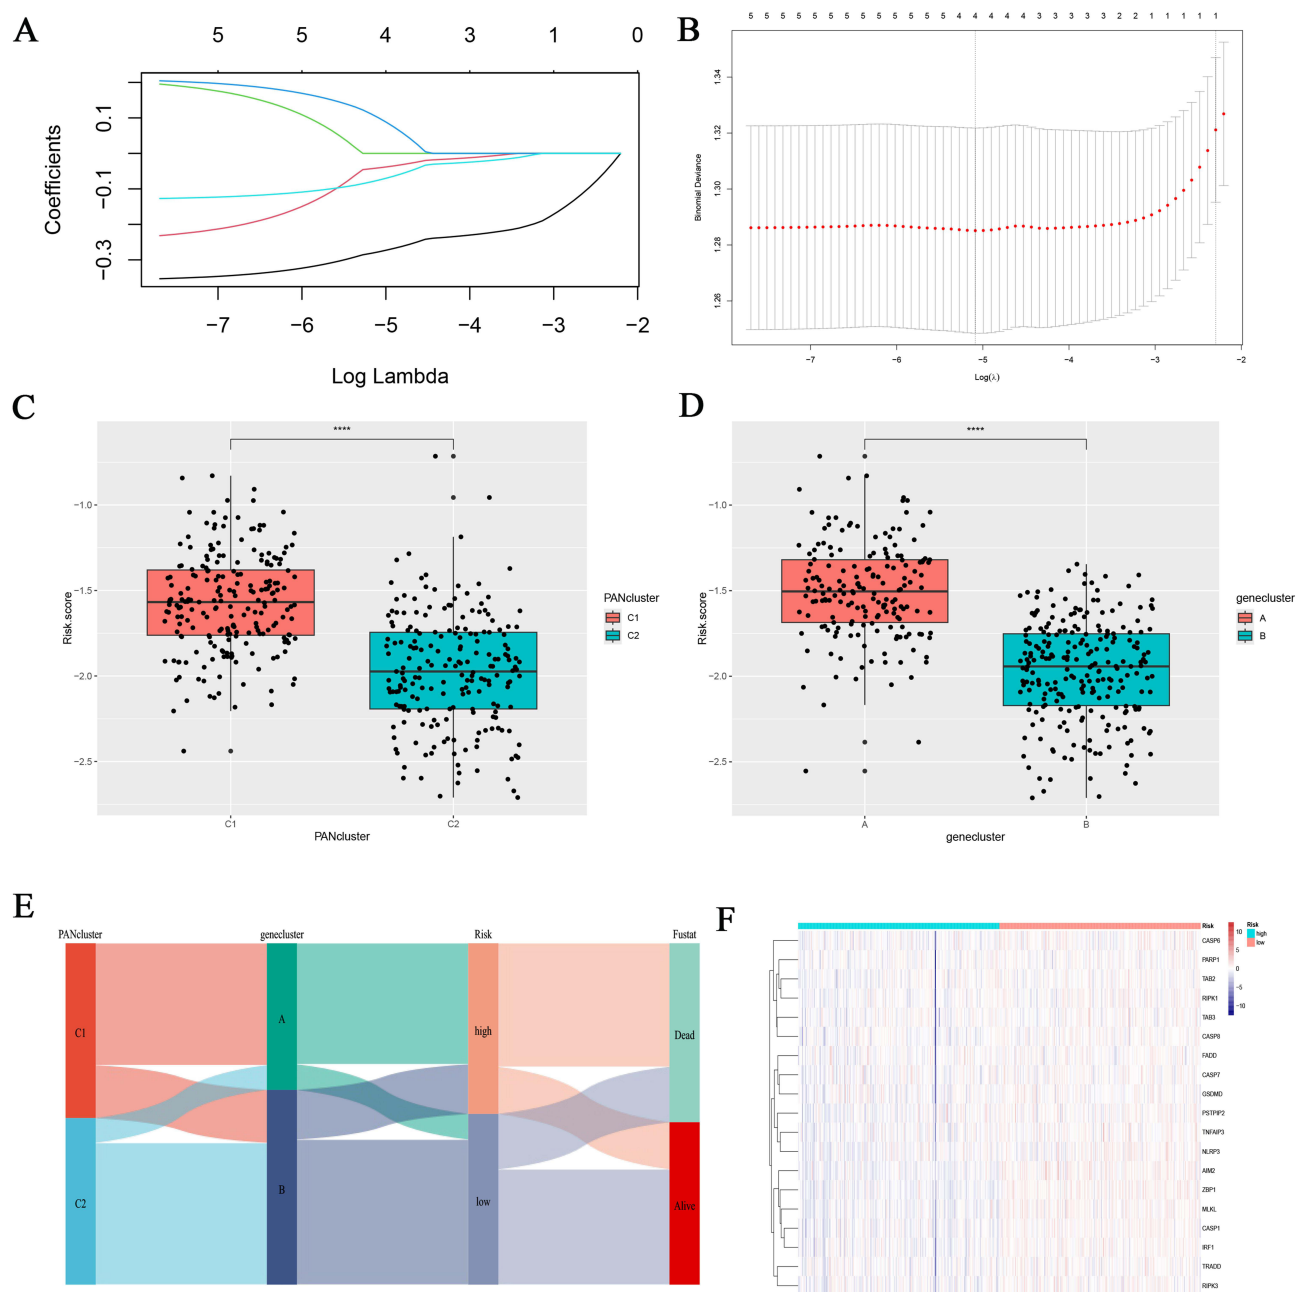 A
5 5 4 3 1 0
0.1
−0.1
−0.3
Coefficients
−7 −6 −5 −4 −3 −2
Log Lambda
B
5 5 5 5 5 5 5 5 5 5 5 5 4 4 4 4 3 3 3 3 2 2 1 1 1 1 1
1.34
1.32
1.30
1.28
1.26
Binomial Deviance
−7 −6 −5 −4 −3 −2
Log(λ)
C
****
−1.0
−1.5
−2.0
−2.5
Risk.score
C1 C2
PANcluster
PANcluster
C1
C2
D
****
−1.0
−1.5
−2.0
−2.5
Risk.score
A B
genecluster
genecluster
A
B
E
PANcluster genecluster Risk Fustat
C1
C2
A
B
high
low
Dead
Alive
F
Risk
CASP6
PARP1
TAB2
RIPK1
TAB3
CASP8
FADD
CASP7
GSDMD
PSTPIP2
TNFAIP3
NLRP3
AIM2
ZBP1
MLKL
CASP1
IRF1
TRADD
RIPK3
10
5
0
−5
−10
Risk
high
low